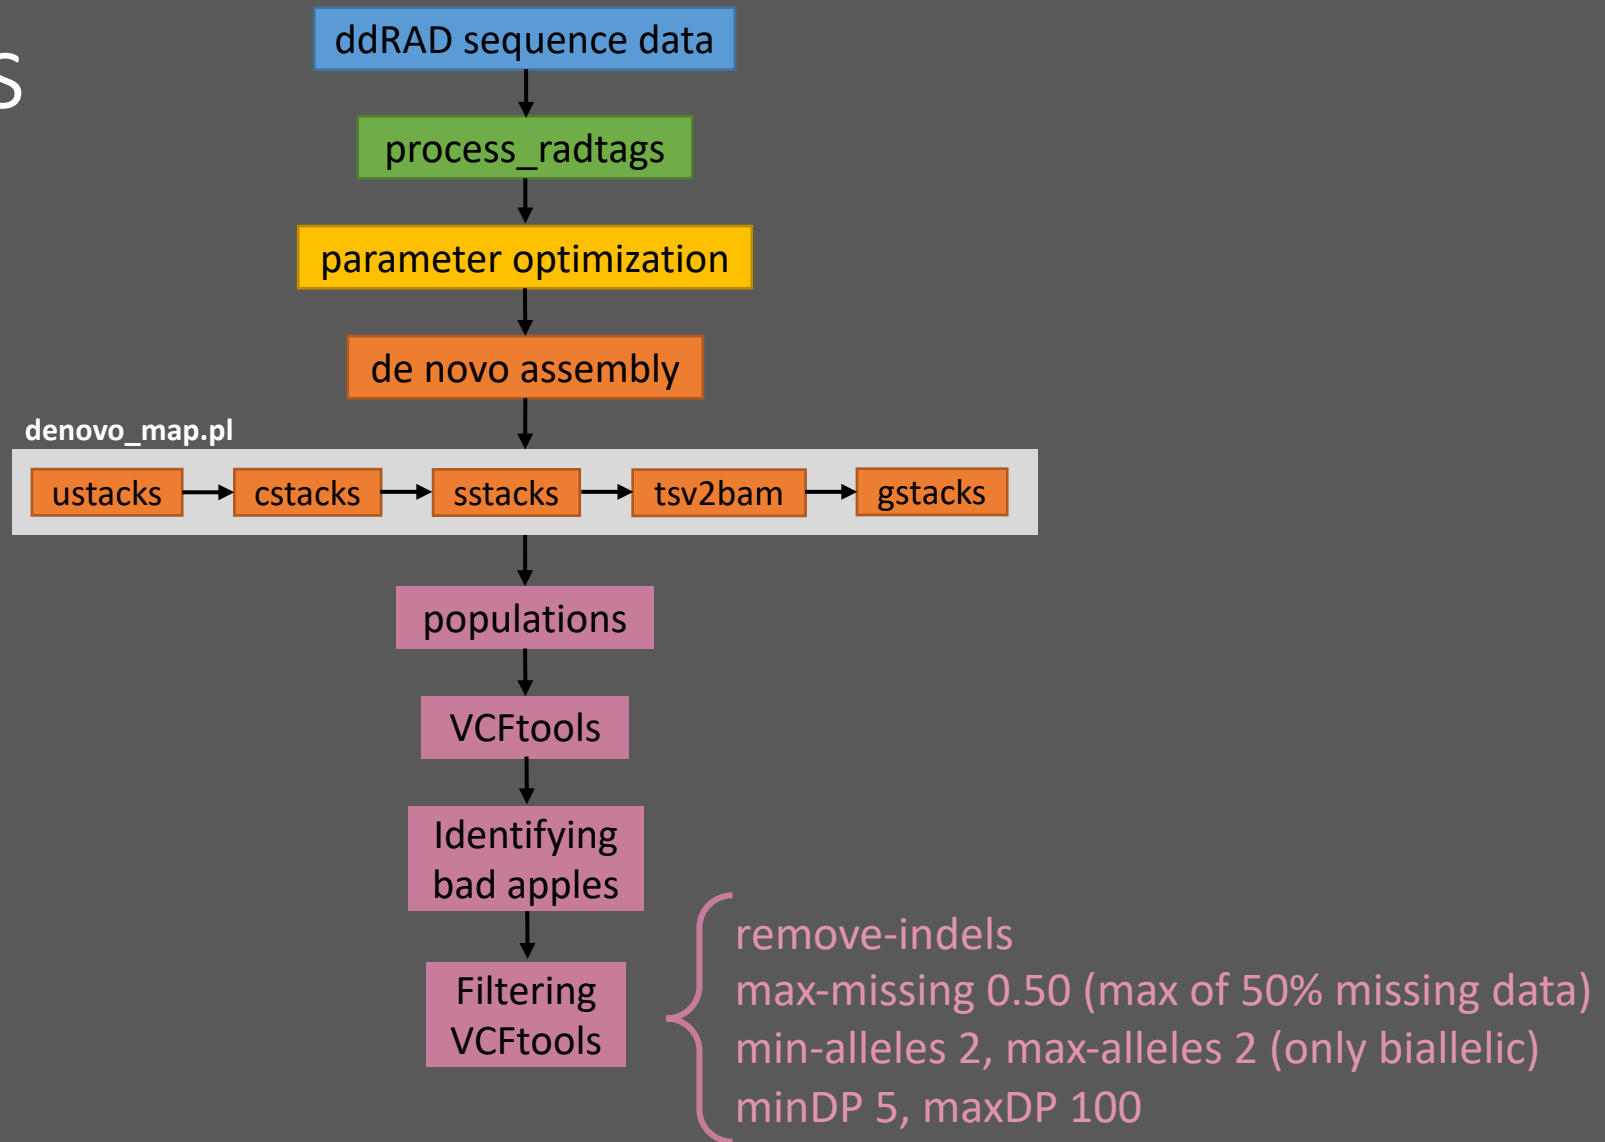 S
ddRAD sequence data
process_radtags
parameter optimization
de novo assembly
denovo_map.pl
ustacks
cstacks
sstacks
tsv2bam
gstacks
populations
VCFtools
Identifying
bad apples
Filtering
VCFtools
remove-indels
max-missing 0.50 (max of 50% missing data)
min-alleles 2, max-alleles 2 (only biallelic)
minDP 5, maxDP 100